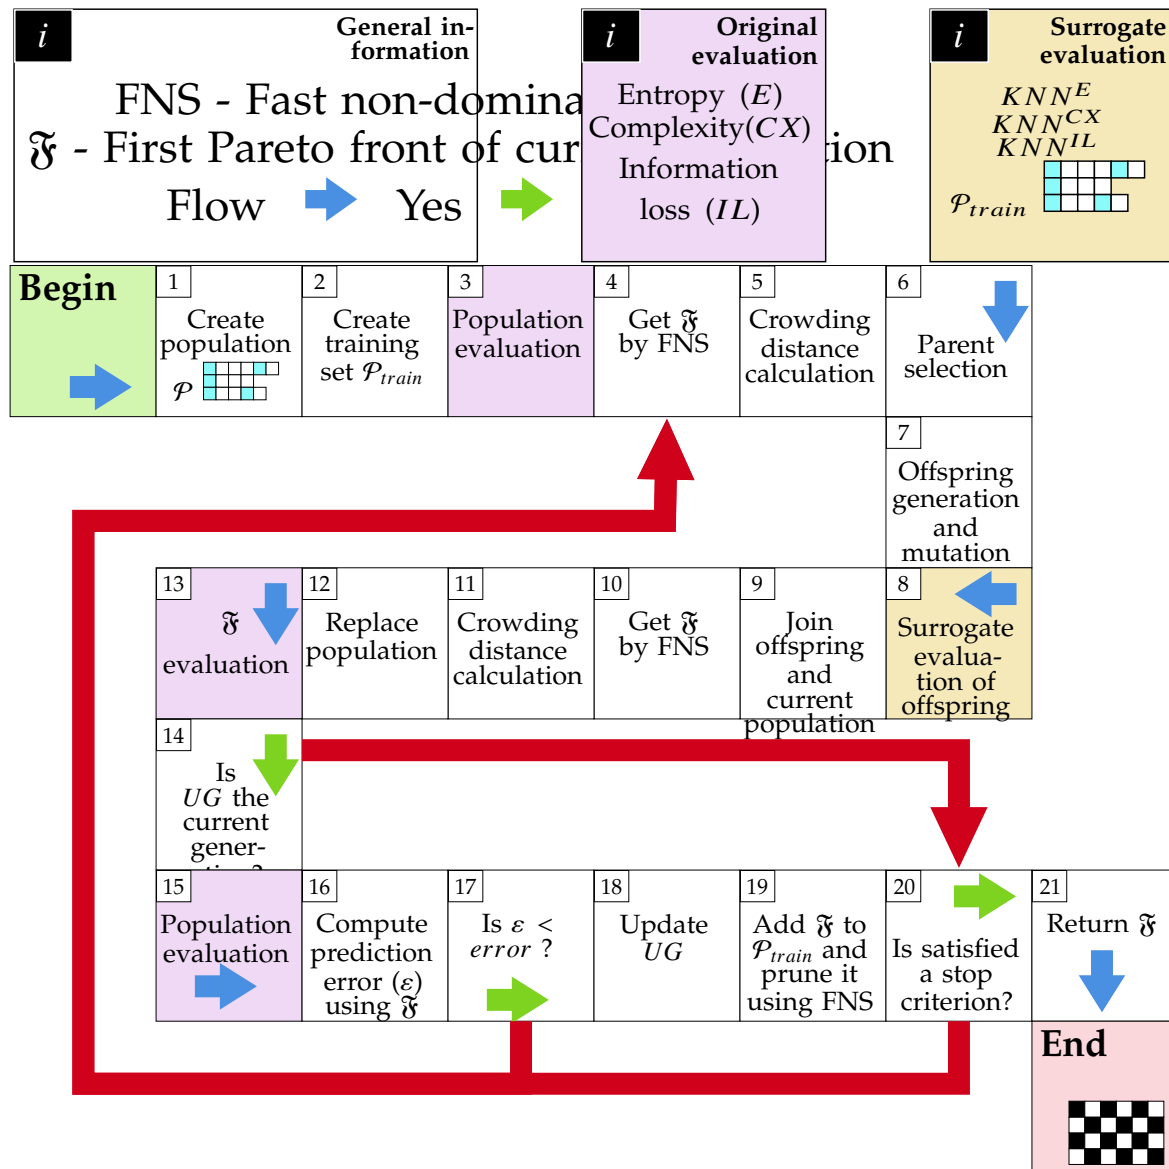 i
General in-
formation
FNS - Fast non-domina
𝔉 - First Pareto front of cur
tion
Flow
Yes
i
Original
evaluation
Entropy (E)
Complexity(CX)
Information
loss (IL)
i
Surrogate
evaluation
KNN^E
KNN^CX
KNN^IL
𝒫train
Begin
1
Create
population
𝒫
2
Create
training
set 𝒫train
3
Population
evaluation
4
Get 𝔉
by FNS
5
Crowding
distance
calculation
6
Parent
selection
7
Offspring
generation
and
mutation
13
𝔉
evaluation
12
Replace
population
11
Crowding
distance
calculation
10
Get 𝔉
by FNS
9
Join
offspring
and
current
population
8
Surrogate
evalua-
tion of
offspring
14
Is
UG the
current
gener-
15
Population
evaluation
16
Compute
prediction
error (ε)
using 𝔉
17
Is ε <
error ?
18
Update
UG
19
Add 𝔉 to
𝒫train and
prune it
using FNS
20
Is satisfied
a stop
criterion?
21
Return 𝔉
End